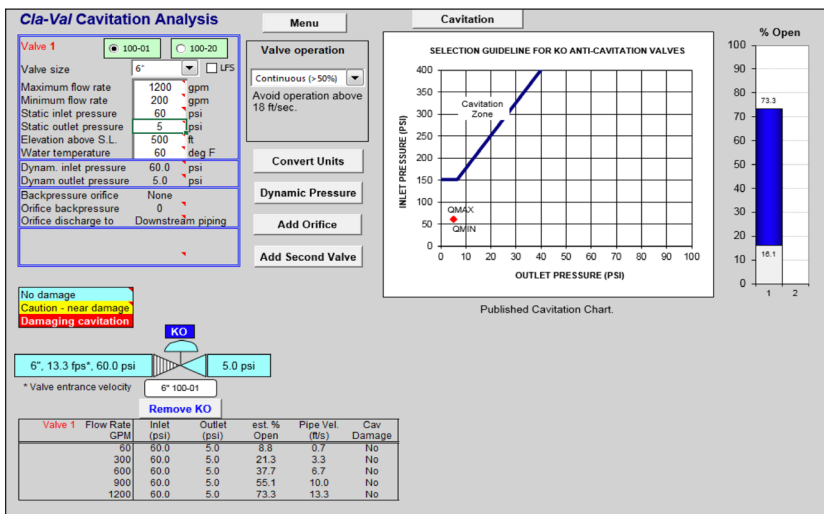 Cla-Val Cavitation Analysis
Menu
Cavitation
Valve 1
100-01
100-20
Valve size
6"
LFS
Maximum flow rate 1200 gpm
Minimum flow rate 200 gpm
Static inlet pressure 60 psi
Static outlet pressure 5 psi
Elevation above S.L. 500 ft
Water temperature 60 deg F
Dynam. inlet pressure 60.0 psi
Dynam outlet pressure 5.0 psi
Backpressure orifice None
Orifice backpressure 0
Orifice discharge to Downstream piping
Valve operation
Continuous (>50%)
Avoid operation above
18 ft/sec.
Convert Units
Dynamic Pressure
Add Orifice
Add Second Valve
SELECTION GUIDELINE FOR KO ANTI-CAVITATION VALVES
INLET PRESSURE (PSI)
400
350
300
250
200
150
100
50
0
Cavitation
Zone
QMAX
QMIN
0 10 20 30 40 50 60 70 80 90 100
OUTLET PRESSURE (PSI)
Published Cavitation Chart.
% Open
100
90
80
70
60
50
40
30
20
10
0
73.3
16.1
1 2
No damage
Caution - near damage
Damaging cavitation
KO
6", 13.3 fps*, 60.0 psi
5.0 psi
* Valve entrance velocity
6" 100-01
Remove KO
Valve 1 Flow Rate Inlet Outlet est. % Pipe Vel. Cav
GPM (psi) (psi) Open (ft/s) Damage
60 60.0 5.0 8.8 0.7 No
300 60.0 5.0 21.3 3.3 No
600 60.0 5.0 37.7 6.7 No
900 60.0 5.0 55.1 10.0 No
1200 60.0 5.0 73.3 13.3 No